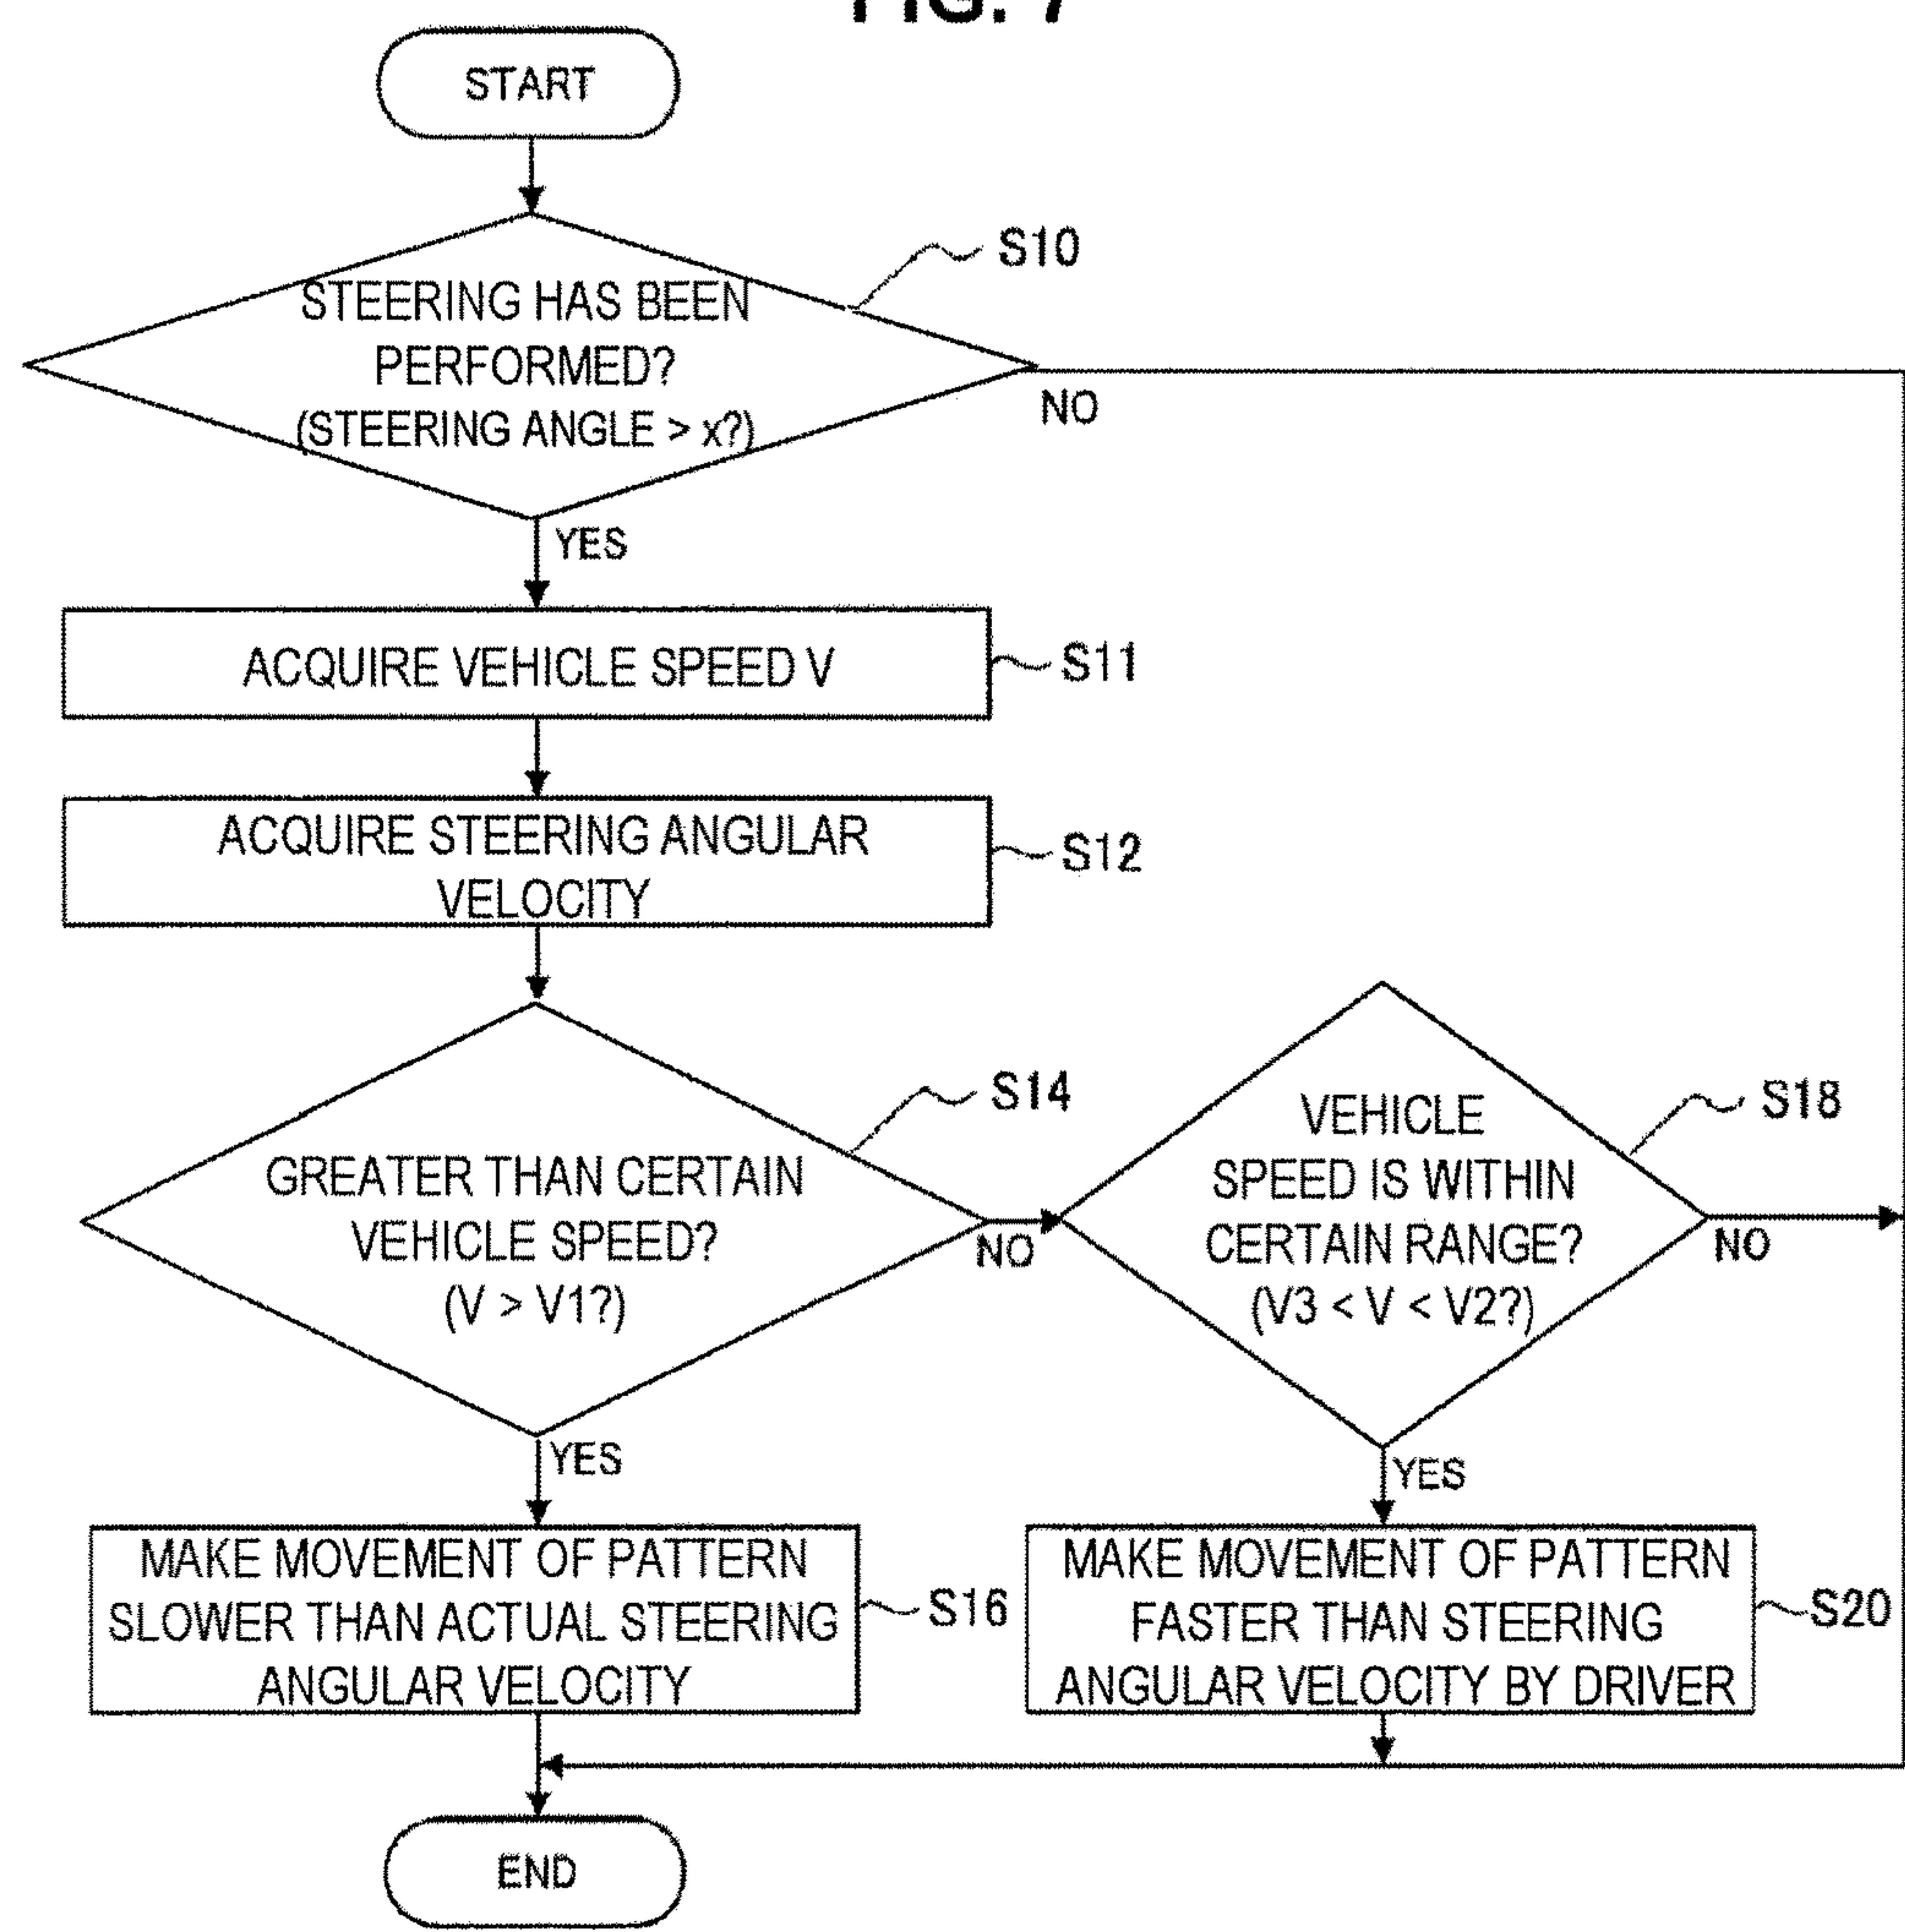 FIG. 7
START
S10
STEERING HAS BEEN
PERFORMED?
(STEERING ANGLE > x?)
NO
YES
ACQUIRE VEHICLE SPEED V
S11
ACQUIRE STEERING ANGULAR
VELOCITY
S12
S14
GREATER THAN CERTAIN
VEHICLE SPEED?
(V > V1?)
NO
YES
S18
VEHICLE
SPEED IS WITHIN
CERTAIN RANGE?
(V3 < V < V2?)
NO
YES
MAKE MOVEMENT OF PATTERN
SLOWER THAN ACTUAL STEERING
ANGULAR VELOCITY
S16
MAKE MOVEMENT OF PATTERN
FASTER THAN STEERING
ANGULAR VELOCITY BY DRIVER
S20
END